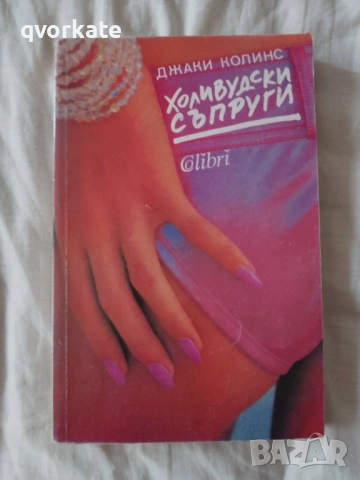 qvorkate
ДЖАКИ КОЛИНС
ХОЛИВУДСКИ
СЪПРУГИ
Colibri
BAZAR